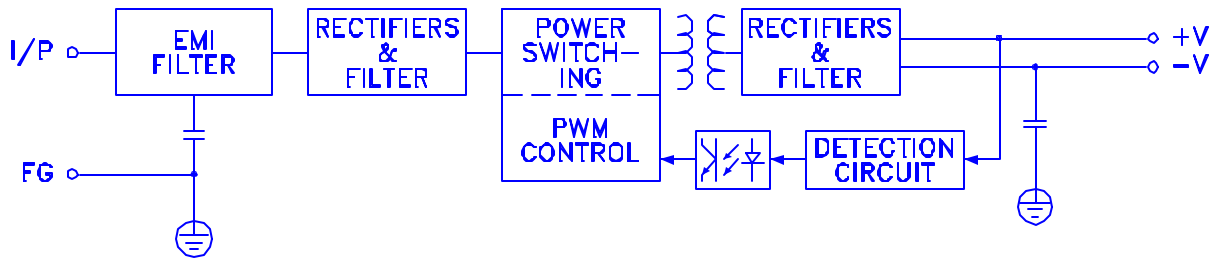 I/P
EMI
FILTER
RECTIFIERS
&
FILTER
POWER
SWITCH-
ING
PWM
CONTROL
RECTIFIERS
&
FILTER
+V
-V
DETECTION
CIRCUIT
FG